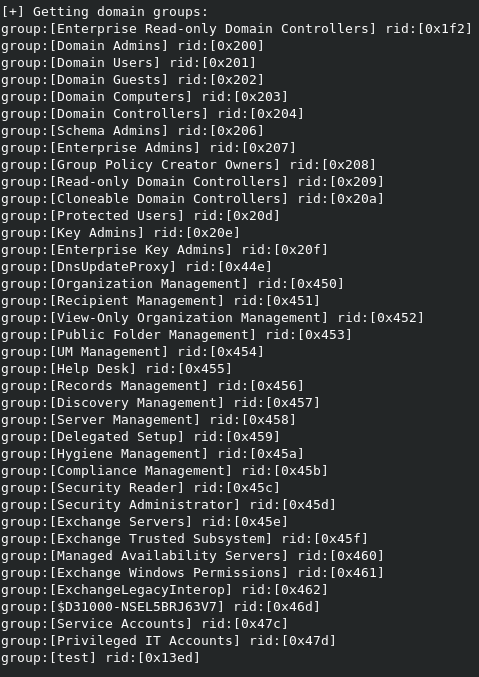 [+] Getting domain groups:
group:[Enterprise Read-only Domain Controllers] rid:[0x1f2]
group:[Domain Admins] rid:[0x200]
group:[Domain Users] rid:[0x201]
group:[Domain Guests] rid:[0x202]
group:[Domain Computers] rid:[0x203]
group:[Domain Controllers] rid:[0x204]
group:[Schema Admins] rid:[0x206]
group:[Enterprise Admins] rid:[0x207]
group:[Group Policy Creator Owners] rid:[0x208]
group:[Read-only Domain Controllers] rid:[0x209]
group:[Cloneable Domain Controllers] rid:[0x20a]
group:[Protected Users] rid:[0x20d]
group:[Key Admins] rid:[0x20e]
group:[Enterprise Key Admins] rid:[0x20f]
group:[DnsUpdateProxy] rid:[0x44e]
group:[Organization Management] rid:[0x450]
group:[Recipient Management] rid:[0x451]
group:[View-Only Organization Management] rid:[0x452]
group:[Public Folder Management] rid:[0x453]
group:[UM Management] rid:[0x454]
group:[Help Desk] rid:[0x455]
group:[Records Management] rid:[0x456]
group:[Discovery Management] rid:[0x457]
group:[Server Management] rid:[0x458]
group:[Delegated Setup] rid:[0x459]
group:[Hygiene Management] rid:[0x45a]
group:[Compliance Management] rid:[0x45b]
group:[Security Reader] rid:[0x45c]
group:[Security Administrator] rid:[0x45d]
group:[Exchange Servers] rid:[0x45e]
group:[Exchange Trusted Subsystem] rid:[0x45f]
group:[Managed Availability Servers] rid:[0x460]
group:[Exchange Windows Permissions] rid:[0x461]
group:[ExchangeLegacyInterop] rid:[0x462]
group:[$D31000-NSEL5BRJ63V7] rid:[0x46d]
group:[Service Accounts] rid:[0x47c]
group:[Privileged IT Accounts] rid:[0x47d]
group:[test] rid:[0x13ed]